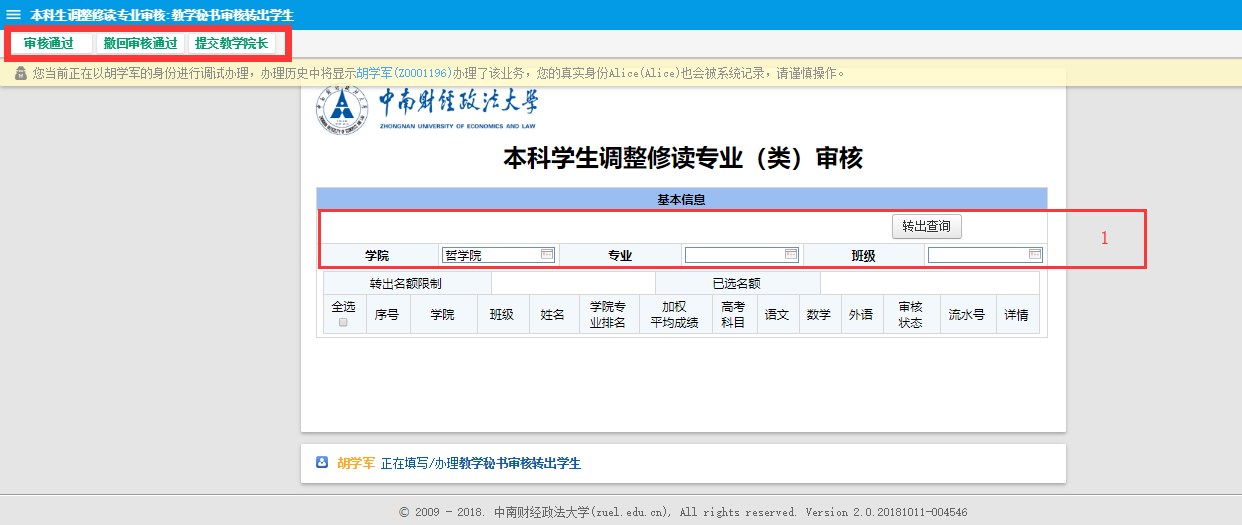 本科生调整修读专业审核:教学秘书审核转出学生
审核通过 撤回审核通过 提交教学院长
您当前正在以胡学军的身份进行调试办理，办理历史中将显示胡学军(Z0001196)办理了该业务，您的真实身份Alice(Alice)也会被系统记录，请谨慎操作。
中南财经政法大学
ZHONGNAN UNIVERSITY OF ECONOMICS AND LAW
本科学生调整修读专业（类）审核
基本信息
转出查询
1
学院 哲学院 专业 班级
转出名额限制 已选名额
全选 序号 学院 班级 姓名 学院专业排名 加权平均成绩 高考科目 语文 数学 外语 审核状态 流水号 详情
胡学军 正在填写/办理教学秘书审核转出学生
© 2009 - 2018. 中南财经政法大学(zuel.edu.cn), All rights reserved. Version 2.0.20181011-004546